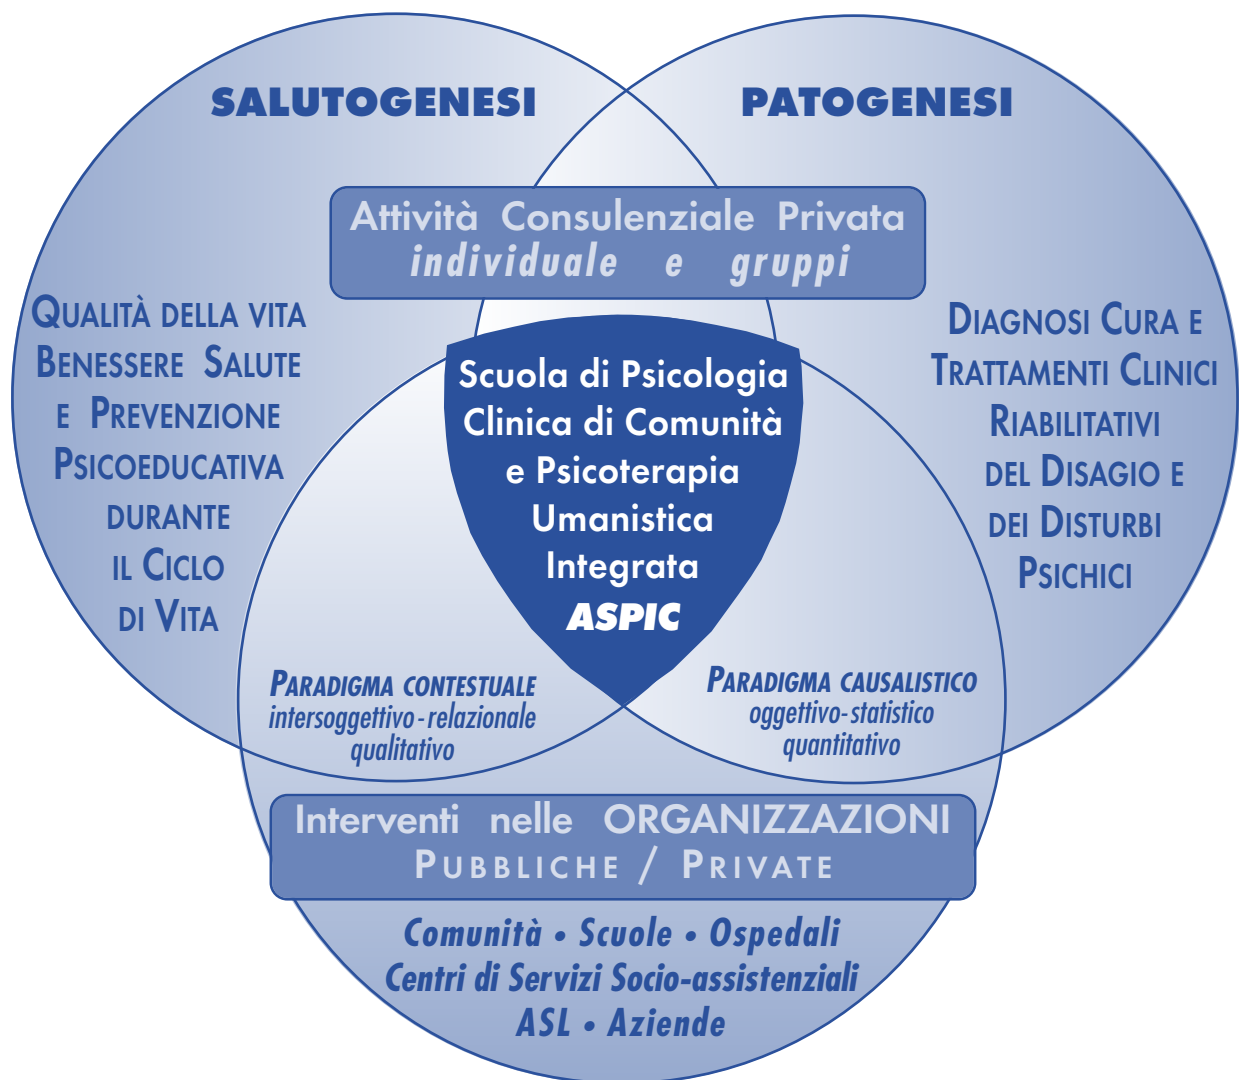 SALUTOGENESI
PATOGENESI
Attività Consulenziale Privata
individuale e gruppi
QUALITÀ DELLA VITA
BENESSERE SALUTE
E PREVENZIONE
PSICOEDUCATIVA
DURANTE
IL CICLO
DI VITA
Scuola di Psicologia
Clinica di Comunità
e Psicoterapia
Umanistica
Integrata
ASPIC
DIAGNOSI CURA E
TRATTAMENTI CLINICI
RIABILITATIVI
DEL DISAGIO E
DEI DISTURBI
PSICHICI
PARADIGMA CONTESTUALE
intersoggettivo-relazionale
qualitativo
PARADIGMA CAUSALISTICO
oggettivo-statistico
quantitativo
Interventi nelle ORGANIZZAZIONI
PUBBLICHE / PRIVATE
Comunità • Scuole • Ospedali
Centri di Servizi Socio-assistenziali
ASL • Aziende